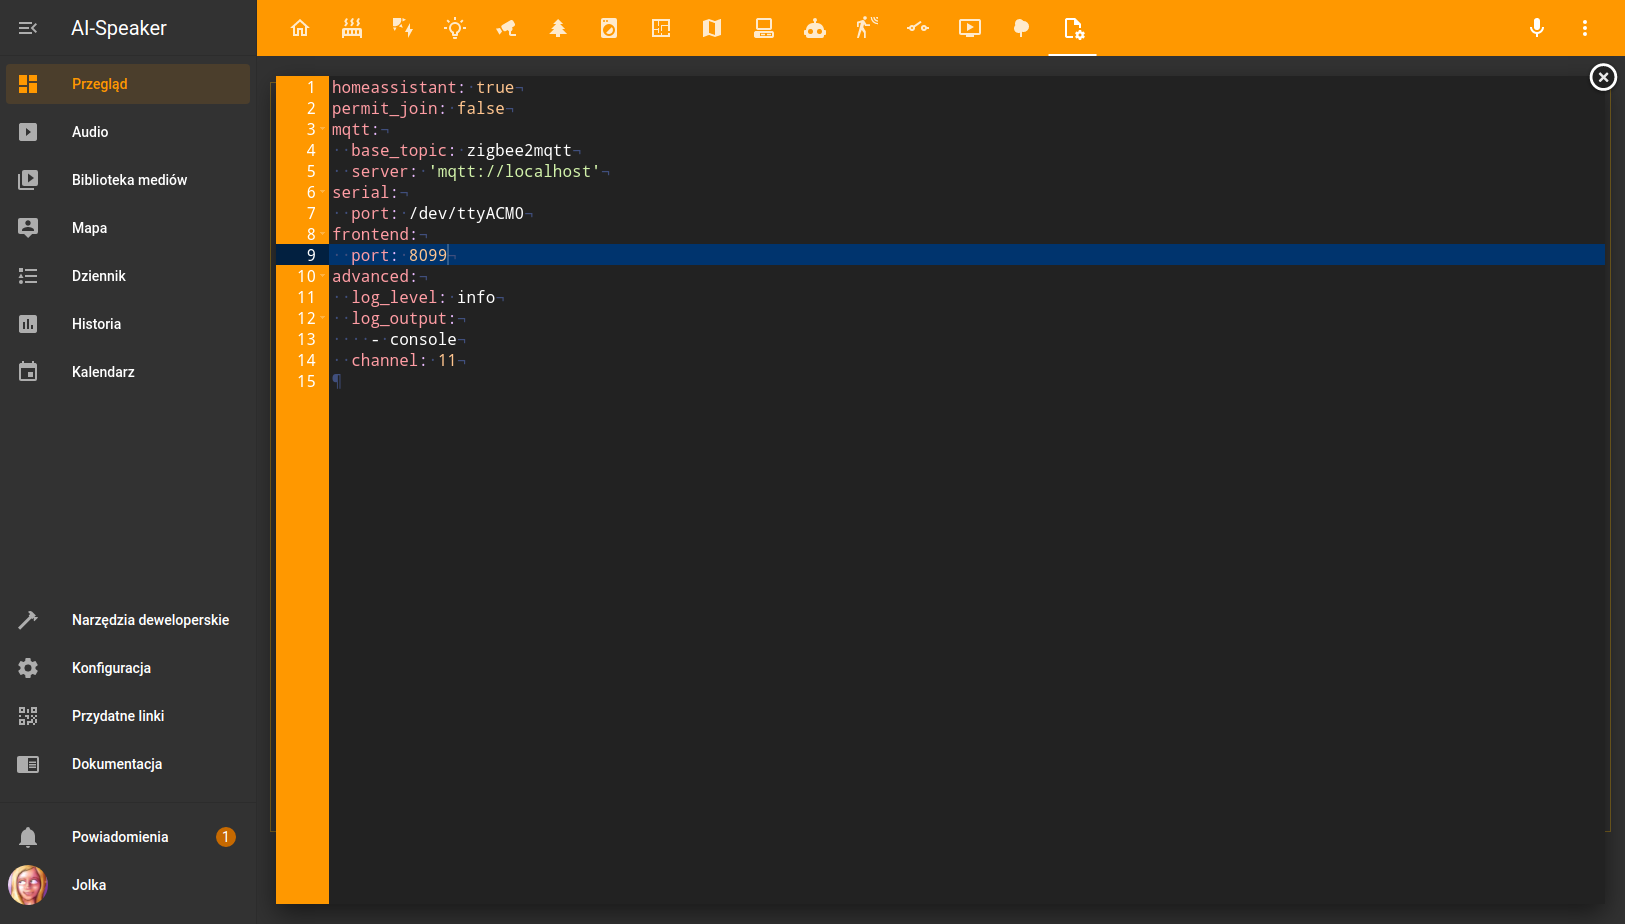 AI-Speaker
Przegląd
Audio
Biblioteka mediów
Mapa
Dziennik
Historia
Kalendarz
Narzędzia deweloperskie
Konfiguracja
Przydatne linki
Dokumentacja
Powiadomienia 1
Jolka
1 homeassistant: true
2 permit_join: false
3 mqtt:
4   base_topic: zigbee2mqtt
5   server: 'mqtt://localhost'
6 serial:
7   port: /dev/ttyACM0
8 frontend:
9   port: 8099
10 advanced:
11   log_level: info
12   log_output:
13     - console
14   channel: 11
15